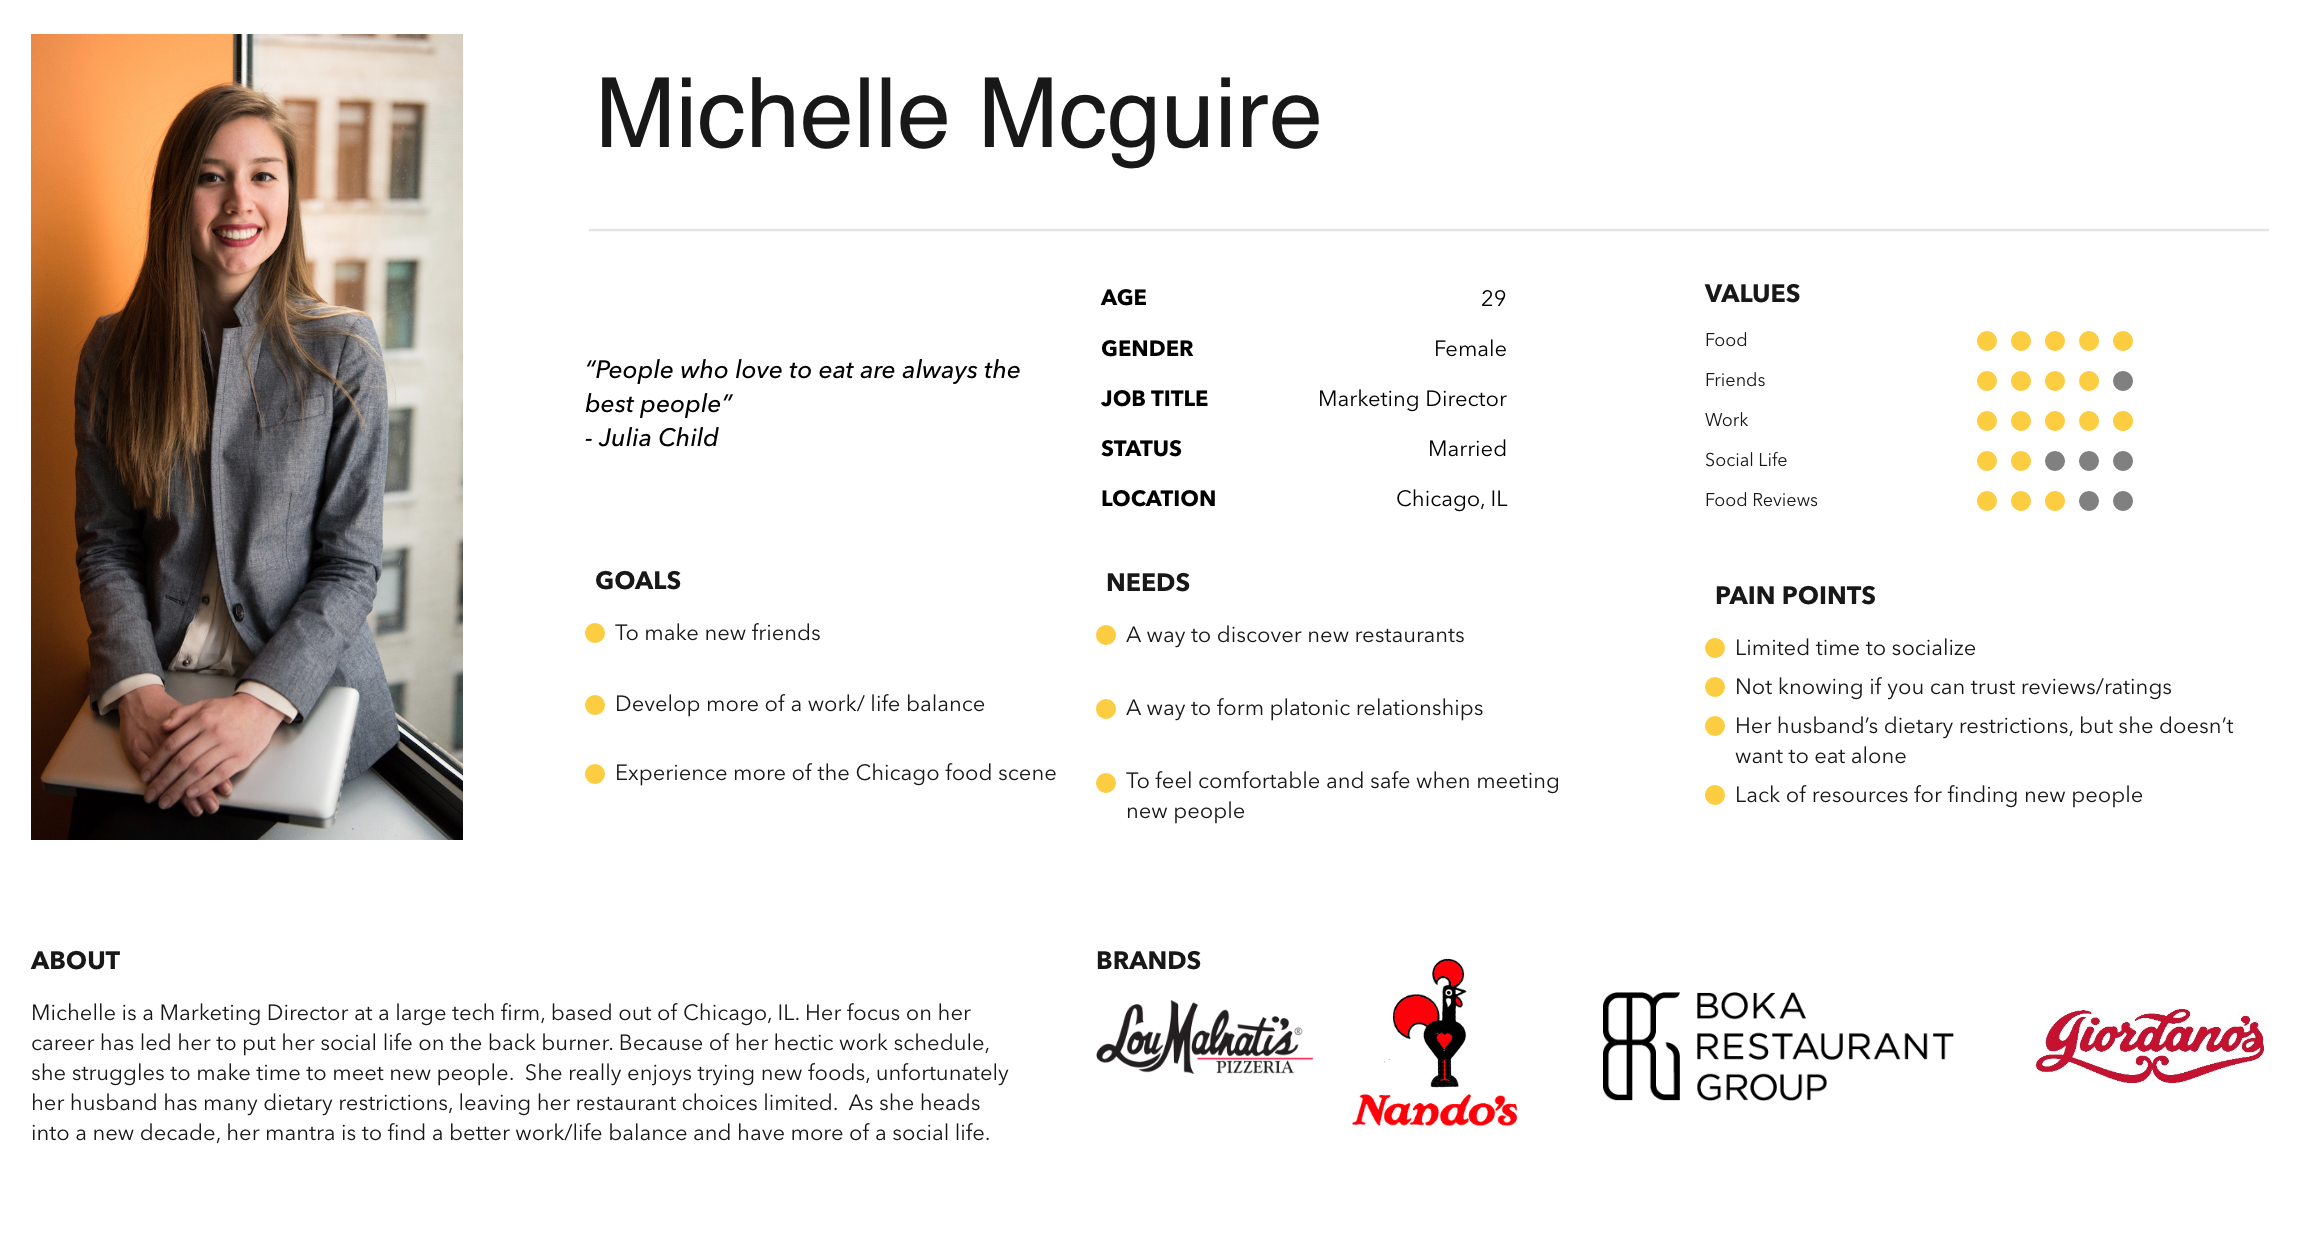 Michelle Mcguire
“People who love to eat are always the
best people”
- Julia Child
AGE 29
GENDER Female
JOB TITLE Marketing Director
STATUS Married
LOCATION Chicago, IL
VALUES
Food
Friends
Work
Social Life
Food Reviews
GOALS
To make new friends
Develop more of a work/ life balance
Experience more of the Chicago food scene
NEEDS
A way to discover new restaurants
A way to form platonic relationships
To feel comfortable and safe when meeting
new people
PAIN POINTS
Limited time to socialize
Not knowing if you can trust reviews/ratings
Her husband’s dietary restrictions, but she doesn’t
want to eat alone
Lack of resources for finding new people
ABOUT
Michelle is a Marketing Director at a large tech firm, based out of Chicago, IL. Her focus on her
career has led her to put her social life on the back burner. Because of her hectic work schedule,
she struggles to make time to meet new people.  She really enjoys trying new foods, unfortunately
her husband has many dietary restrictions, leaving her restaurant choices limited.  As she heads
into a new decade, her mantra is to find a better work/life balance and have more of a social life.
BRANDS
Lou Malnati's®
PIZZERIA
Nando's
BOKA
RESTAURANT
GROUP
Giordano's